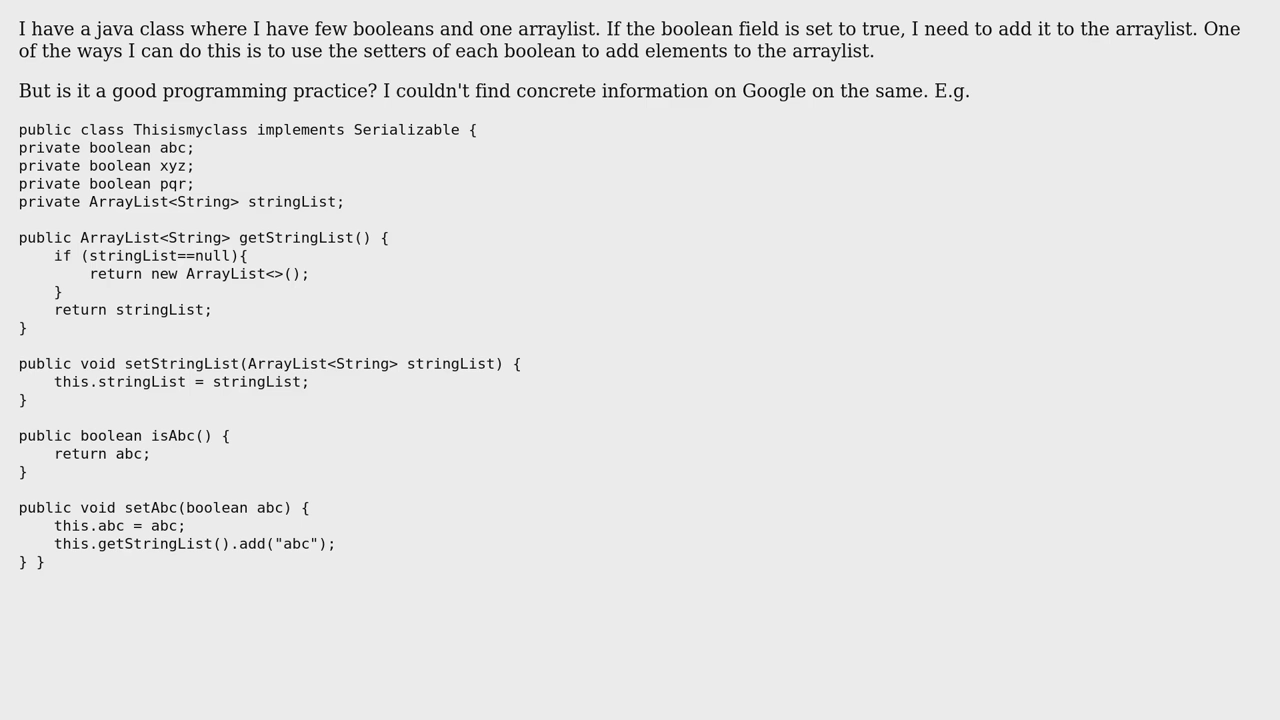 I have a java class where I have few booleans and one arraylist. If the boolean field is set to true, I need to add it to the arraylist. One
of the ways I can do this is to use the setters of each boolean to add elements to the arraylist.
But is it a good programming practice? I couldn't find concrete information on Google on the same. E.g.
public class Thisismyclass implements Serializable {
private boolean abc;
private boolean xyz;
private boolean pqr;
private ArrayList<String> stringList;
public ArrayList<String> getStringList() {
    if (stringList==null){
        return new ArrayList<>();
    }
    return stringList;
}
public void setStringList(ArrayList<String> stringList) {
    this.stringList = stringList;
}
public boolean isAbc() {
    return abc;
}
public void setAbc(boolean abc) {
    this.abc = abc;
    this.getStringList().add("abc");
} }